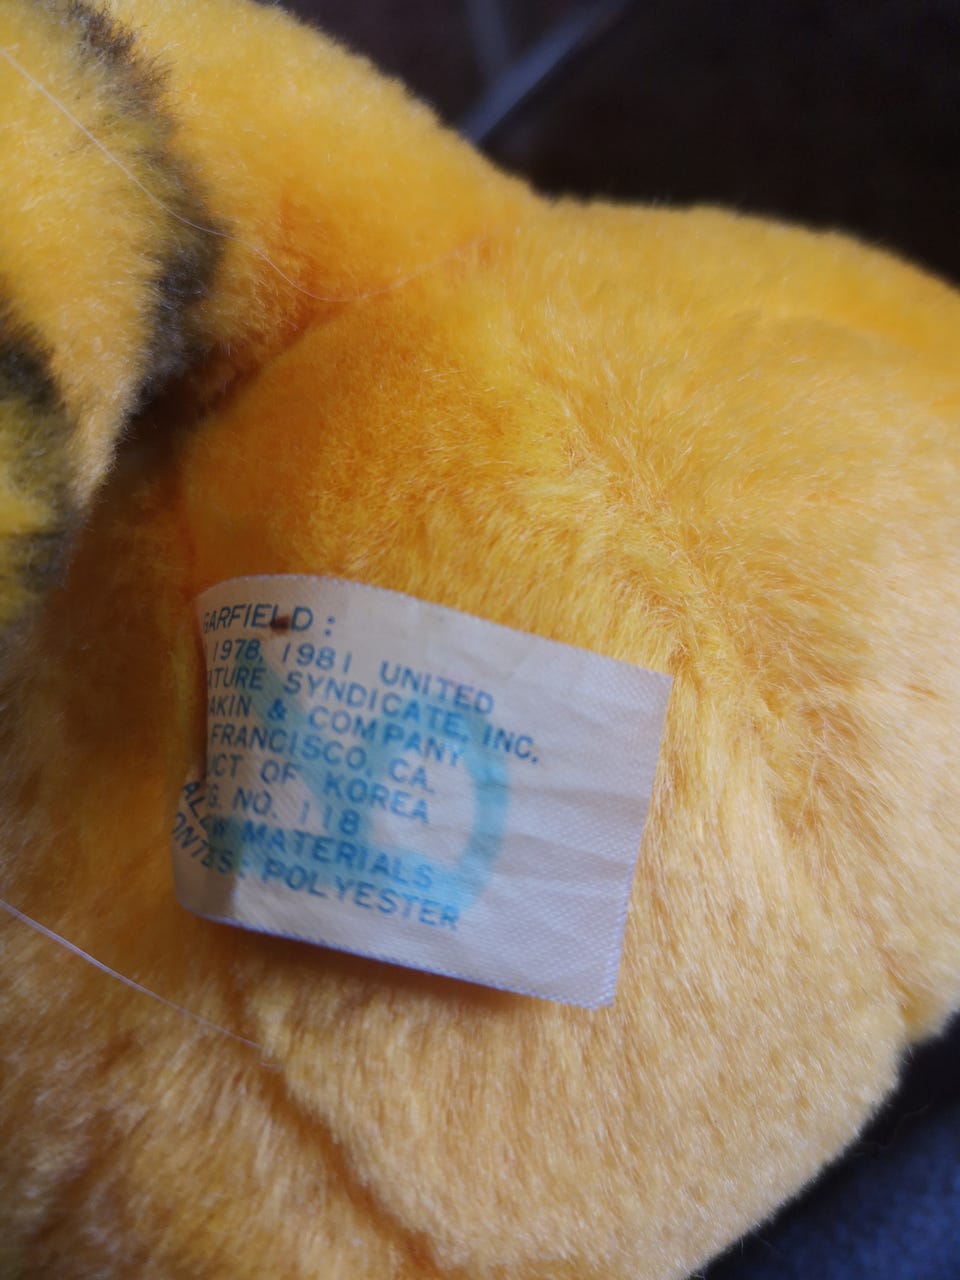 GARFIELD:
1978, 1981 UNITED
ATURE SYNDICATE, INC.
AKIN & COMPANY
FRANCISCO, CA.
UCT OF KOREA
G. NO. 118
MATERIALS
POLYESTER